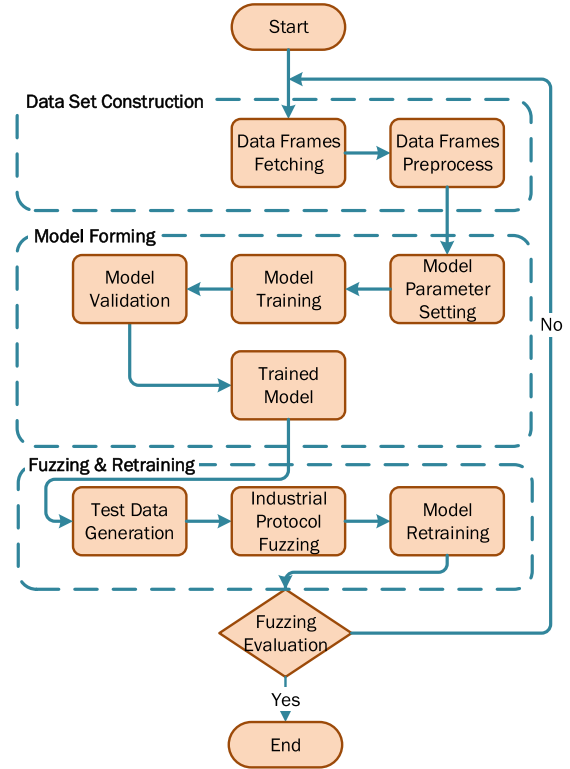 Start
Data Set Construction
Data Frames
Fetching
Data Frames
Preprocess
Model Forming
Model
Validation
Model
Training
Model
Parameter
Setting
No
Trained
Model
Fuzzing & Retraining
Test Data
Generation
Industrial
Protocol
Fuzzing
Model
Retraining
Fuzzing
Evaluation
Yes
End